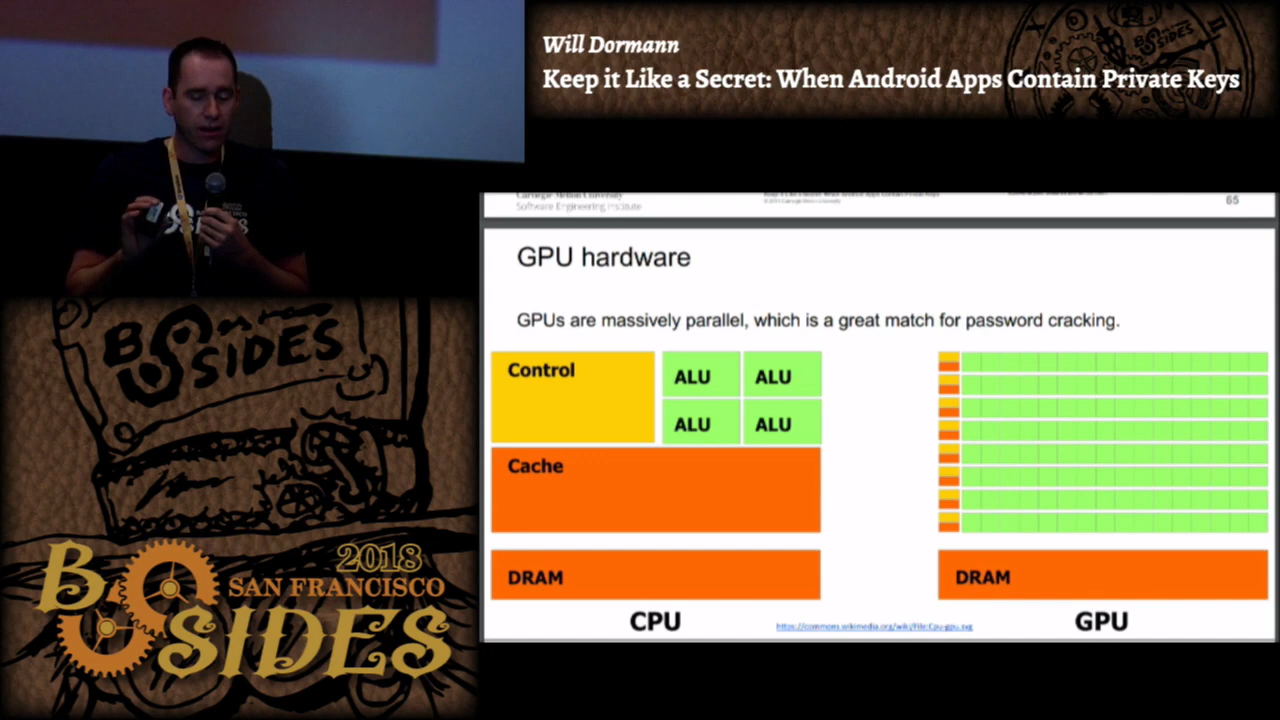 Will Dormann
Keep it Like a Secret: When Android Apps Contain Private Keys
BSIDES
Carnegie Mellon University
Software Engineering Institute
65
GPU hardware
GPUs are massively parallel, which is a great match for password cracking.
Control
ALU ALU
ALU ALU
Cache
DRAM
DRAM
CPU
https://commons.wikimedia.org/wiki/File:Cpu-gpu.svg
GPU
BSIDES
2018
SAN FRANCISCO
BSIDES